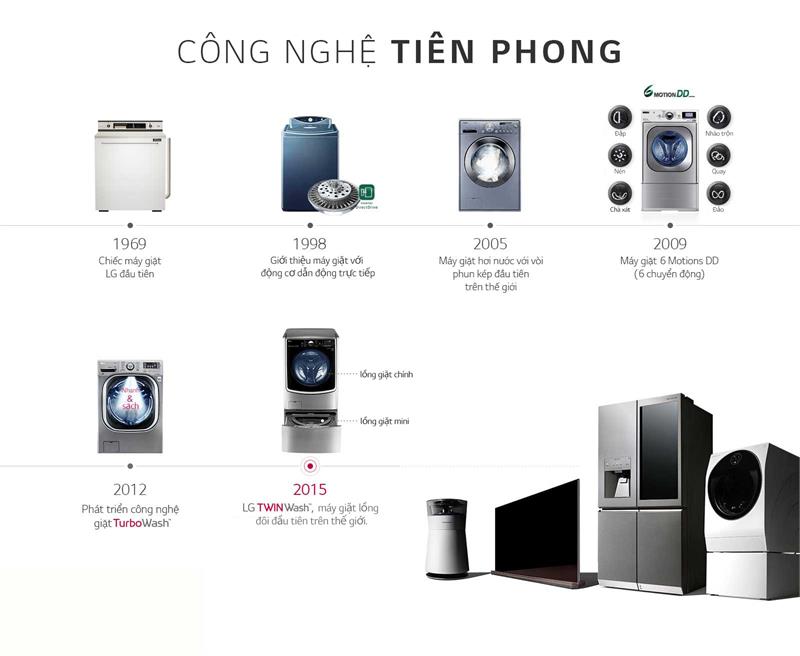 CÔNG NGHỆ TIÊN PHONG
6 MOTION DD
Đập
Nhào trộn
Nén
Quay
Chà xát
Đảo
Inverter
DirectDrive
1969
Chiếc máy giặt
LG đầu tiên
1998
Giới thiệu máy giặt với
động cơ dẫn động trực tiếp
2005
Máy giặt hơi nước với vòi
phun kép đầu tiên
trên thế giới
2009
Máy giặt 6 Motions DD
(6 chuyển động)
Nhanh
&
sạch
lồng giặt chính
lồng giặt mini
2012
Phát triển công nghệ
giặt TurboWash™
2015
LG TWINWash™, máy giặt lồng
đôi đầu tiên trên thế giới.